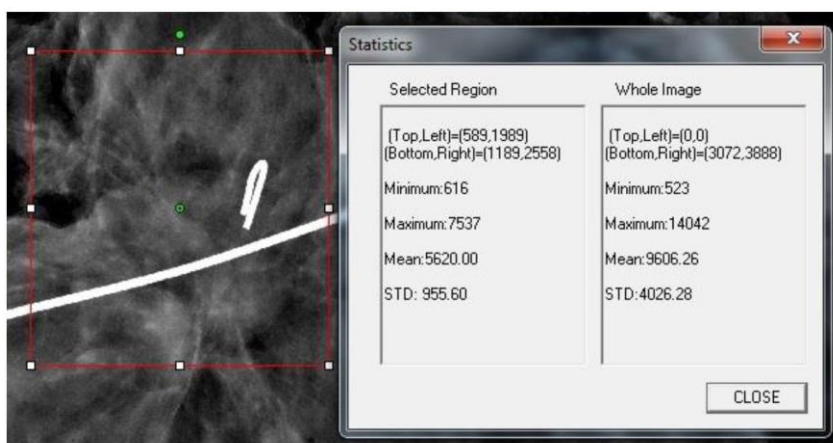 Statistics
Selected Region
(Top,Left)=(589,1989)
(Bottom,Right)=(1189,2558)
Minimum:616
Maximum:7537
Mean:5620.00
STD: 955.60
Whole Image
(Top,Left)=(0,0)
(Bottom,Right)=(3072,3888)
Minimum:523
Maximum:14042
Mean:9606.26
STD:4026.28
CLOSE